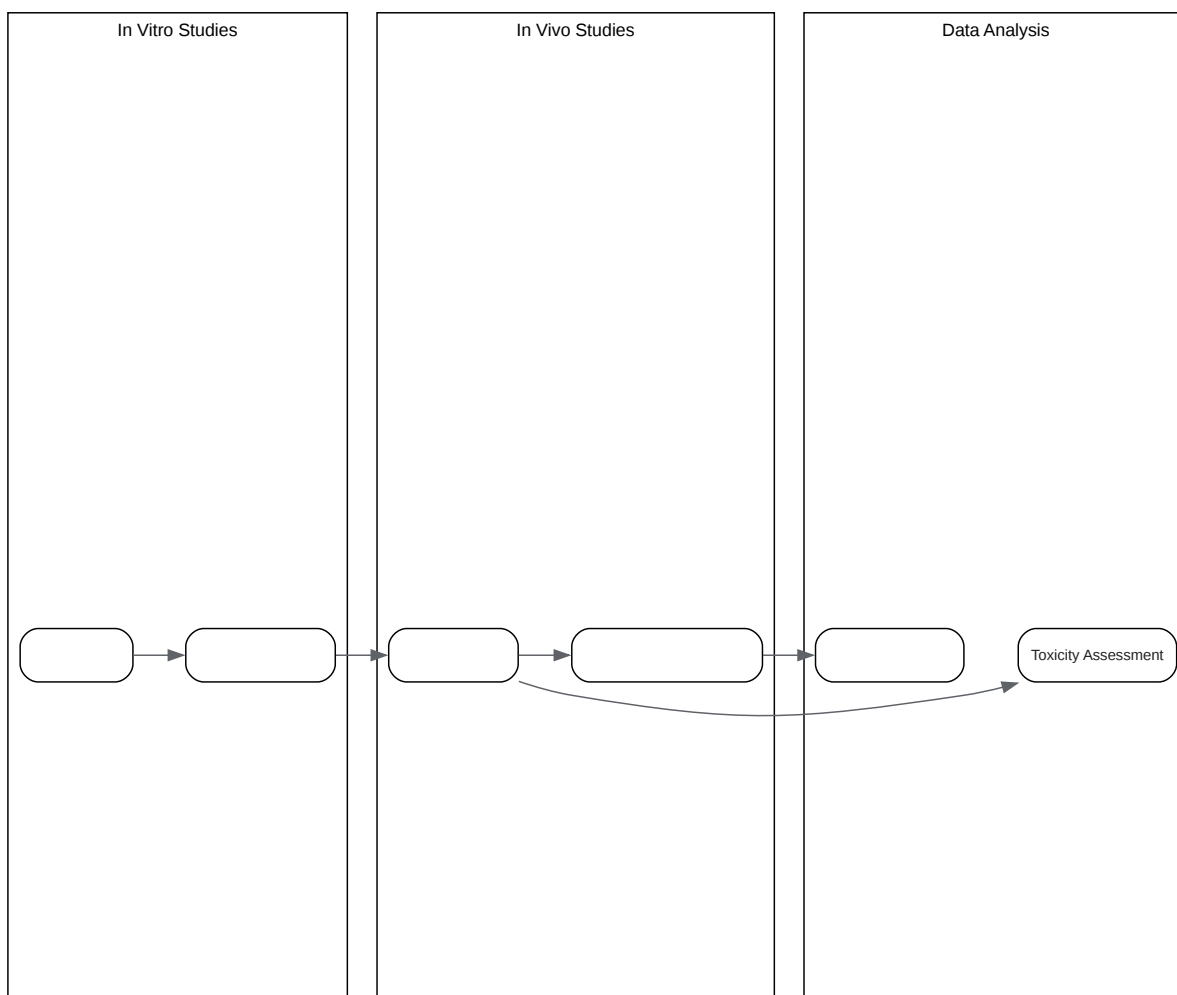 In Vitro Studies
In Vivo Studies
Data Analysis
Toxicity Assessment